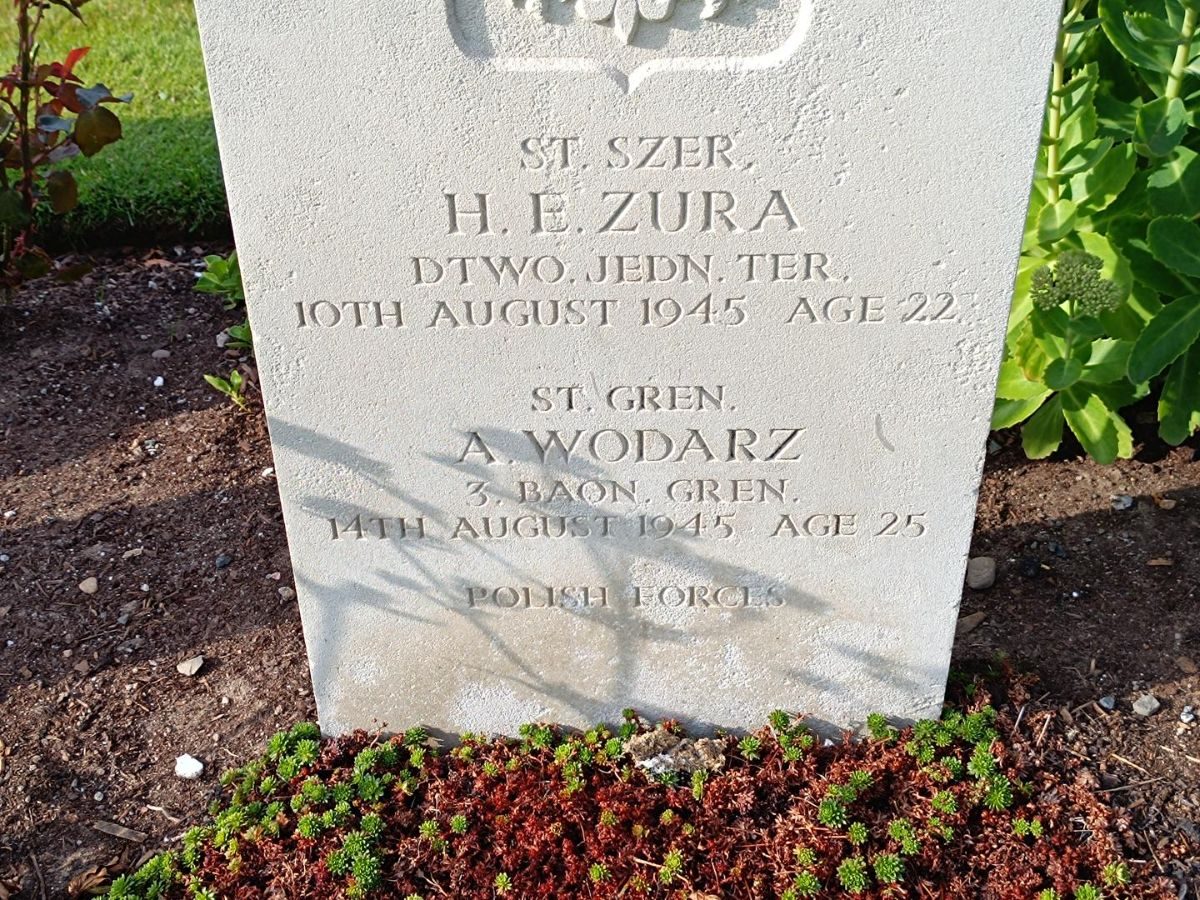 ST. SZER.
H. E. ZURA
DTWO. JEDN. TER.
10TH AUGUST 1945 AGE 22
ST. GREN.
A. WODARZ
3. BAON. GREN.
14TH AUGUST 1945 AGE 25
POLISH FORCES